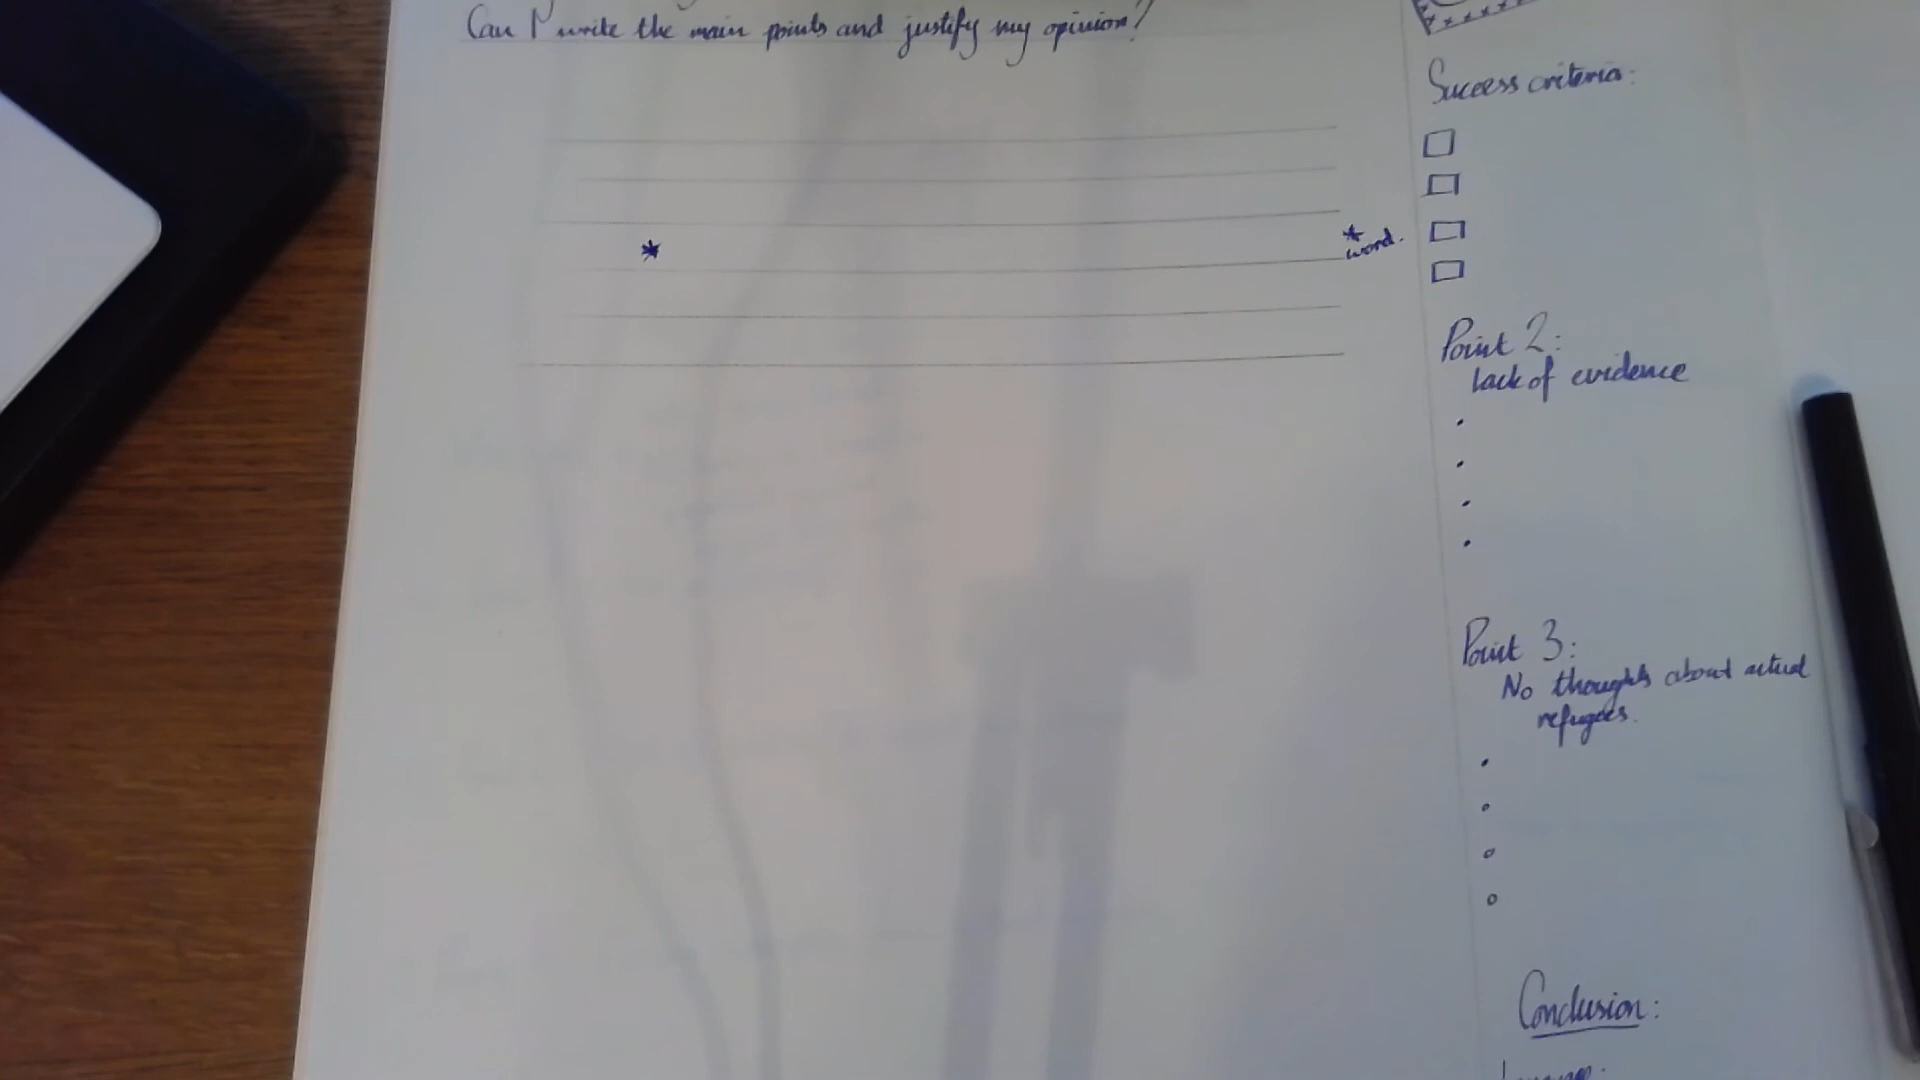 Can I write the main points and justify my opinion?
* 
* word.
Success criteria:
Point 2:
lack of evidence
Point 3:
No thoughts about actual
refugees.
Conclusion: